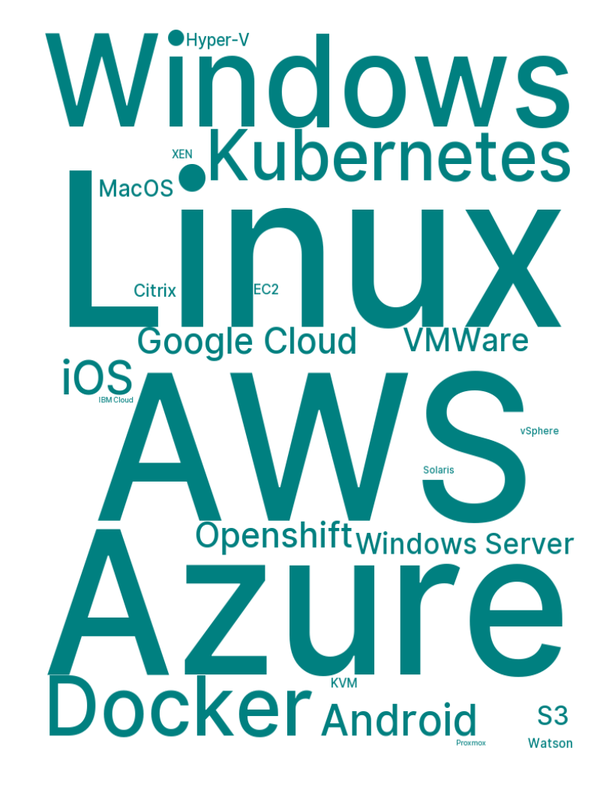 Windows
Hyper-V
Kubernetes
XEN
MacOS
Linux
Citrix
EC2
Google Cloud
VMWare
iOS
IBM Cloud
AWS
vSphere
Solaris
Openshift
Windows Server
Azure
Docker
KVM
Android
S3
Proxmox
Watson